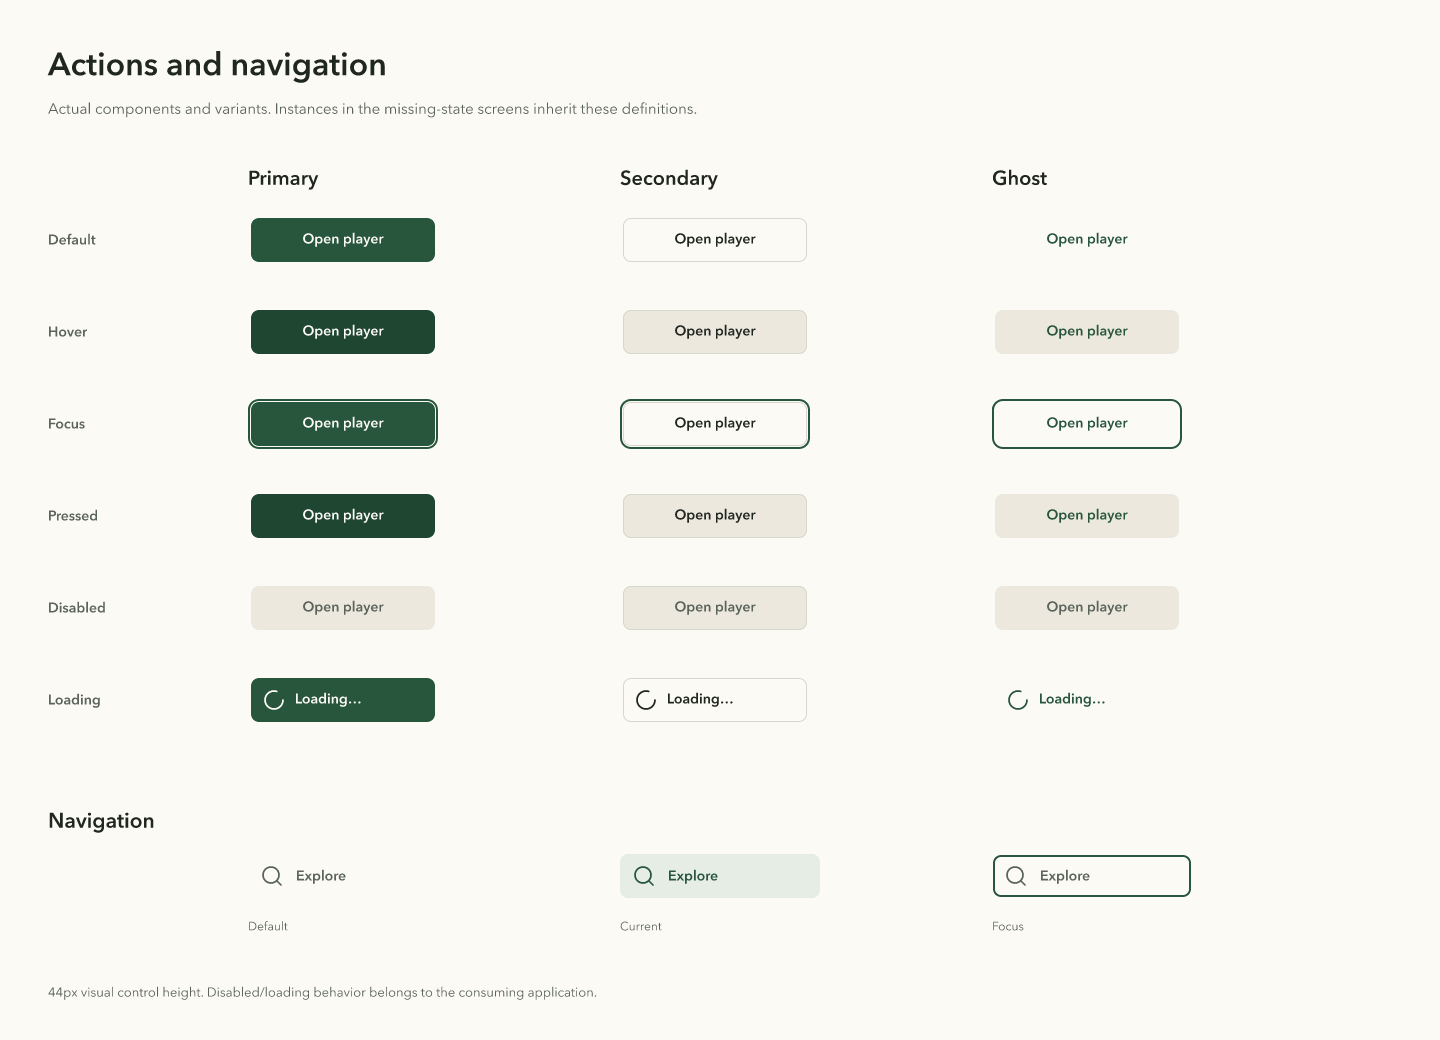 Actions and navigation
Actual components and variants. Instances in the missing-state screens inherit these definitions.
Primary Secondary Ghost
Default Open player Open player Open player
Hover Open player Open player Open player
Focus Open player Open player Open player
Pressed Open player Open player Open player
Disabled Open player Open player Open player
Loading Loading... Loading... Loading...
Navigation
Explore Explore Explore
Default Current Focus
44px visual control height. Disabled/loading behavior belongs to the consuming application.